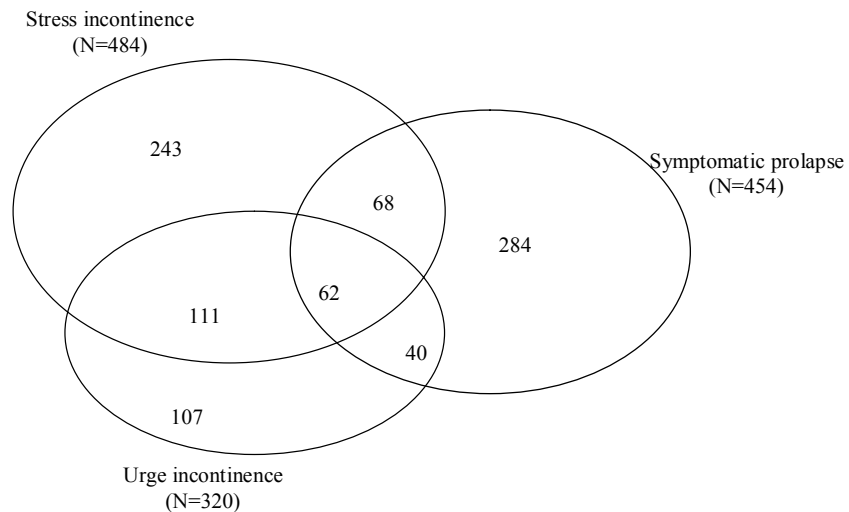 Stress incontinence
(N=484)
243
Symptomatic prolapse
(N=454)
68
284
62
111
40
107
Urge incontinence
(N=320)